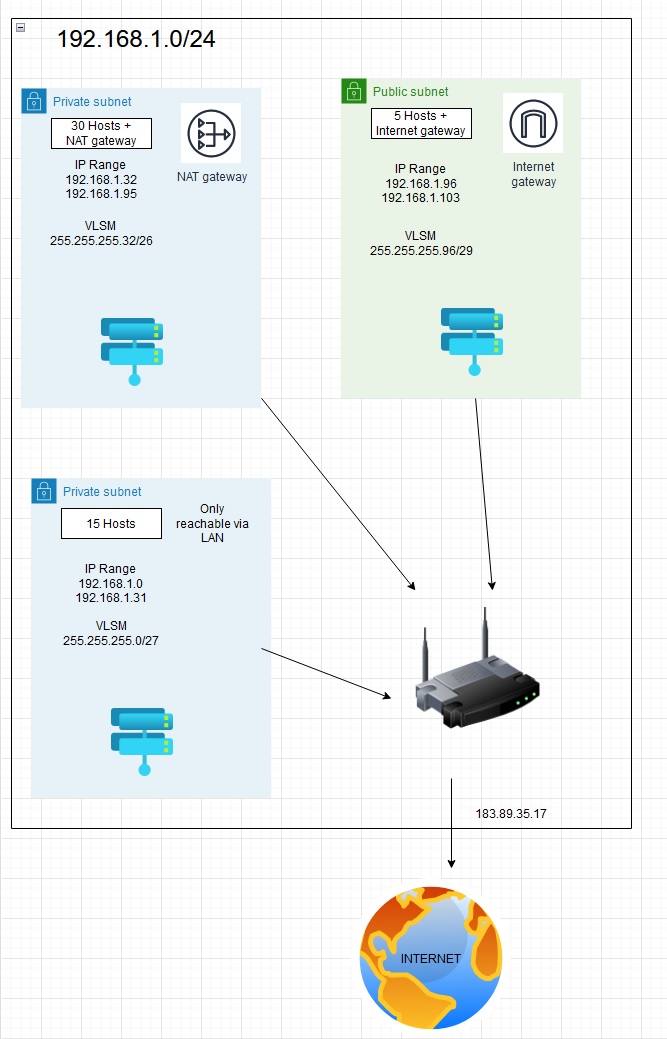 192.168.1.0/24
Private subnet
30 Hosts +
NAT gateway
NAT gateway
IP Range
192.168.1.32
192.168.1.95
VLSM
255.255.255.32/26
Public subnet
5 Hosts +
Internet gateway
Internet
gateway
IP Range
192.168.1.96
192.168.1.103
VLSM
255.255.255.96/29
Private subnet
15 Hosts
Only
reachable via
LAN
IP Range
192.168.1.0
192.168.1.31
VLSM
255.255.255.0/27
183.89.35.17
INTERNET